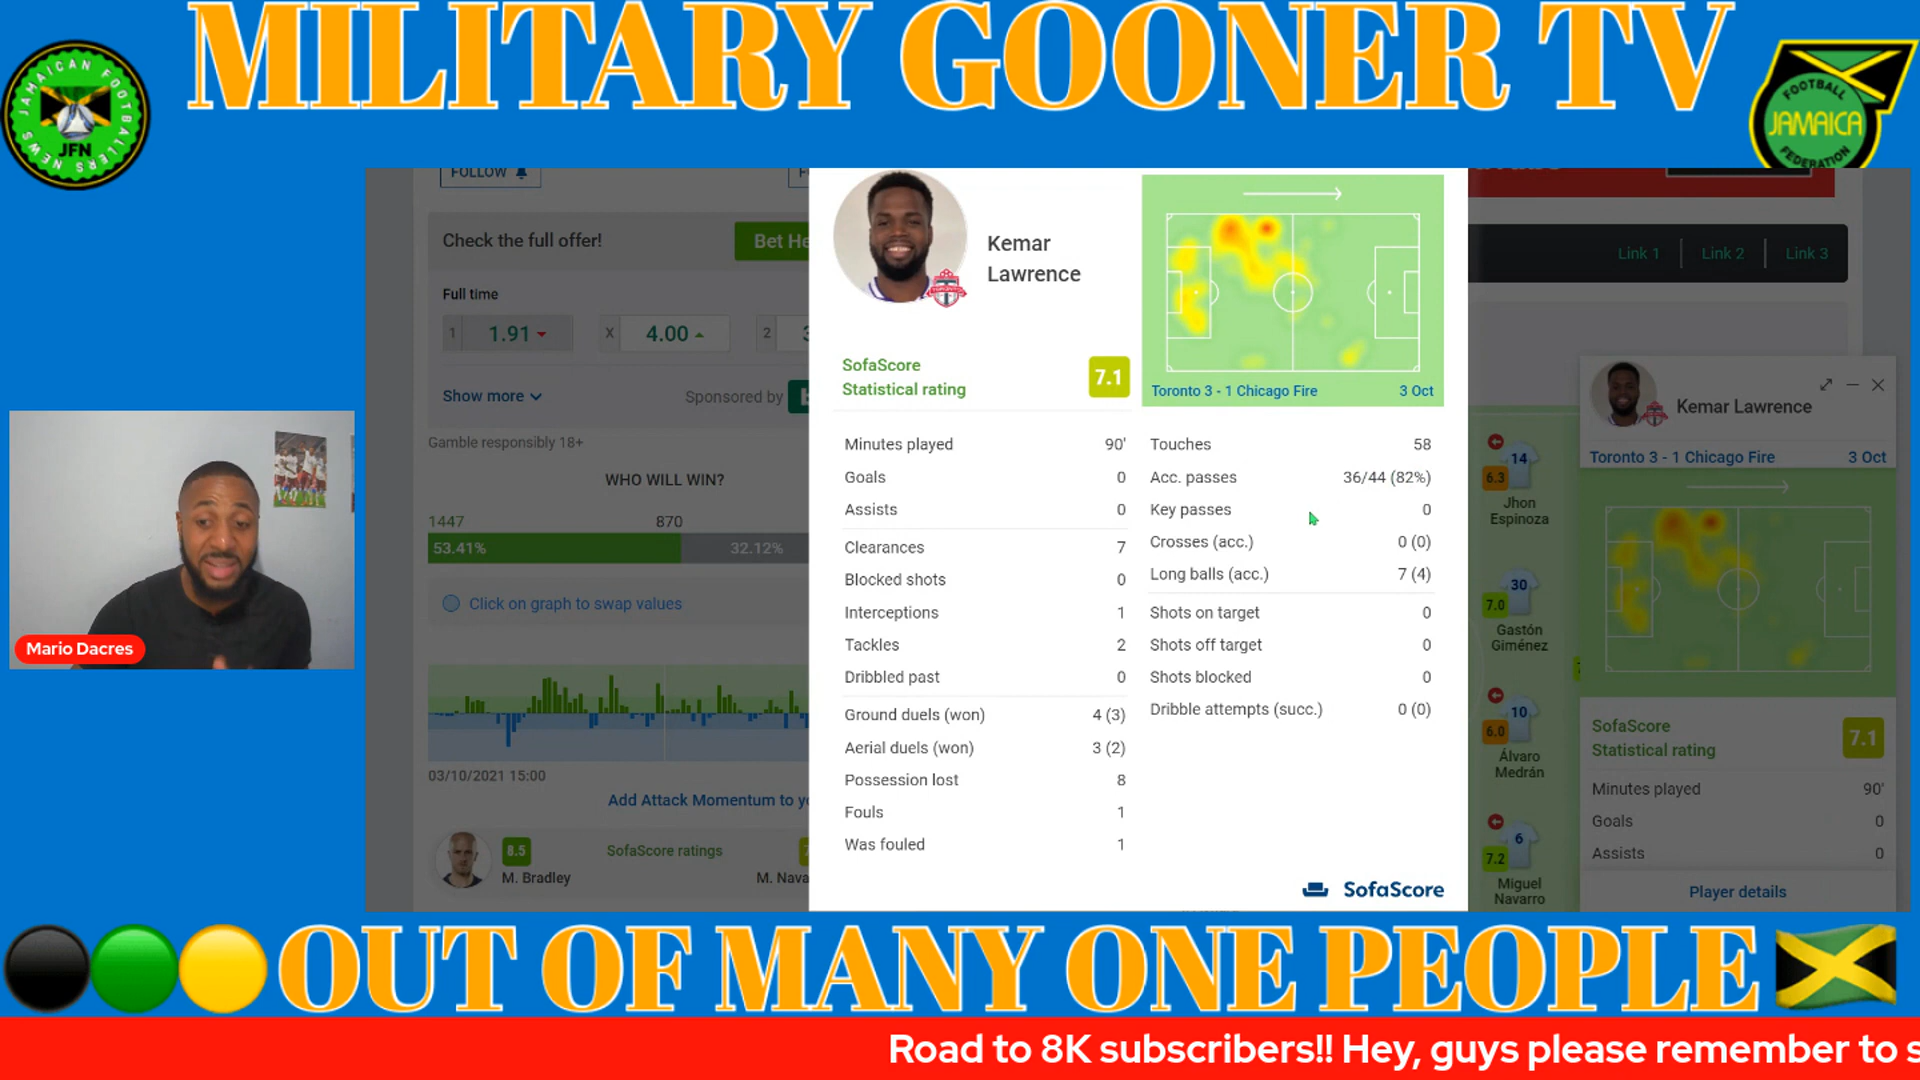 MILITARY GOONER TV
JAMAICAN FOOTBALLERS NEWS
JFN
FOOTBALL
JAMAICA
FEDERATION
FOLLOW
Check the full offer!
Bet He
Full time
1 1.91
X 4.00
2 3
Show more
Sponsored by b
Gamble responsibly 18+
WHO WILL WIN?
1447 870
53.41% 32.12%
Click on graph to swap values
03/10/2021 15:00
Add Attack Momentum to yo
8.5 SofaScore ratings 7
M. Bradley M. Nava
Mario Dacres
Kemar
Lawrence
TORONTO
SofaScore
Statistical rating
7.1
Toronto 3 - 1 Chicago Fire 3 Oct
Minutes played 90'
Goals 0
Assists 0
Clearances 7
Blocked shots 0
Interceptions 1
Tackles 2
Dribbled past 0
Ground duels (won) 4 (3)
Aerial duels (won) 3 (2)
Possession lost 8
Fouls 1
Was fouled 1
Touches 58
Acc. passes 36/44 (82%)
Key passes 0
Crosses (acc.) 0 (0)
Long balls (acc.) 7 (4)
Shots on target 0
Shots off target 0
Shots blocked 0
Dribble attempts (succ.) 0 (0)
SofaScore
Link 1 Link 2 Link 3
14
6.3
Jhon
Espinoza
30
7.0
Gastón
Giménez
10
6.0
Álvaro
Medrán
6
7.2
Miguel
Navarro
Kemar Lawrence
Toronto 3 - 1 Chicago Fire 3 Oct
SofaScore
Statistical rating
7.1
Minutes played 90'
Goals 0
Assists 0
Player details
OUT OF MANY ONE PEOPLE
Road to 8K subscribers!! Hey, guys please remember to s